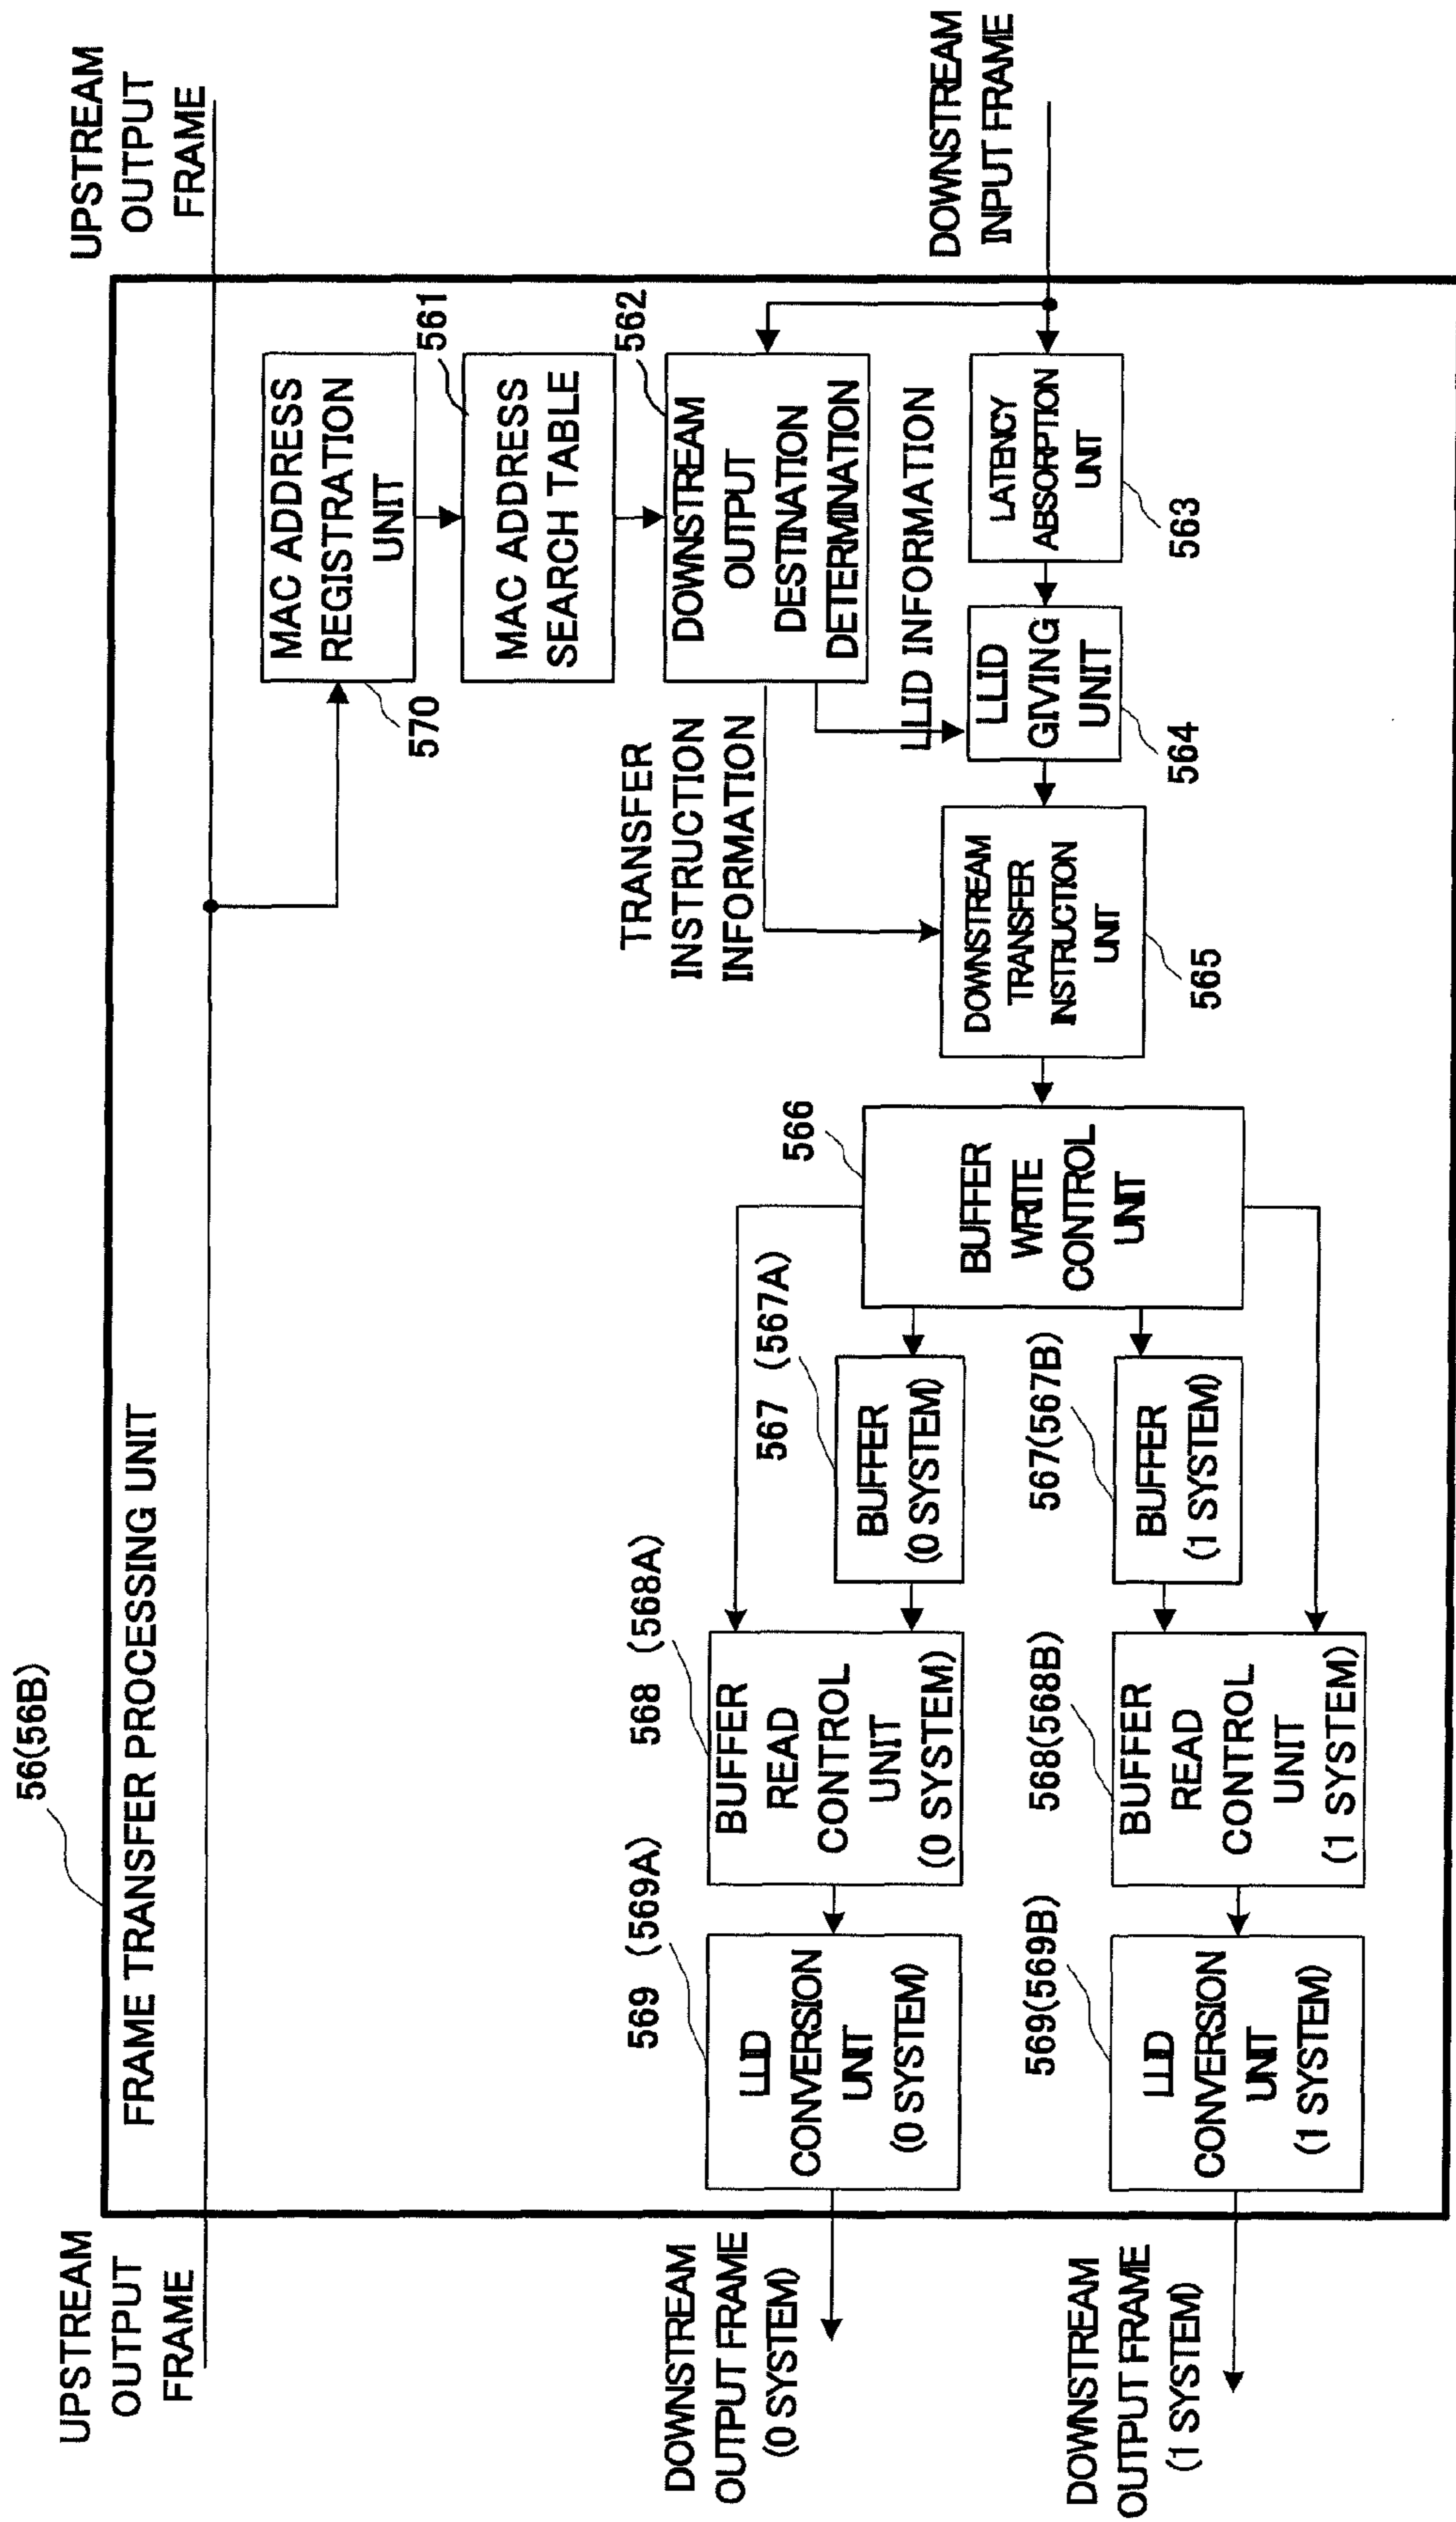 56(56B)
FRAME TRANSFER PROCESSING UNIT
UPSTREAM
OUTPUT
FRAME
UPSTREAM
OUTPUT
FRAME
MAC ADDRESS
REGISTRATION
UNIT
570
561
MAC ADDRESS
SEARCH TABLE
562
DOWNSTREAM
OUTPUT
DESTINATION
DETERMINATION
TRANSFER
INSTRUCTION
INFORMATION
LLID INFORMATION
DOWNSTREAM
INPUT FRAME
LATENCY
ABSORPTION
UNIT
563
LLID
GIVING
UNIT
564
DOWNSTREAM
TRANSFER
INSTRUCTION
UNIT
565
566
BUFFER
WRITE
CONTROL
UNIT
567 (567A)
BUFFER
(0 SYSTEM)
567(567B)
BUFFER
(1 SYSTEM)
568 (568A)
BUFFER
READ
CONTROL
UNIT
(0 SYSTEM)
568(568B)
BUFFER
READ
CONTROL
UNIT
(1 SYSTEM)
569 (569A)
LLID
CONVERSION
UNIT
(0 SYSTEM)
569(569B)
LLID
CONVERSION
UNIT
(1 SYSTEM)
DOWNSTREAM
OUTPUT FRAME
(0 SYSTEM)
DOWNSTREAM
OUTPUT FRAME
(1 SYSTEM)